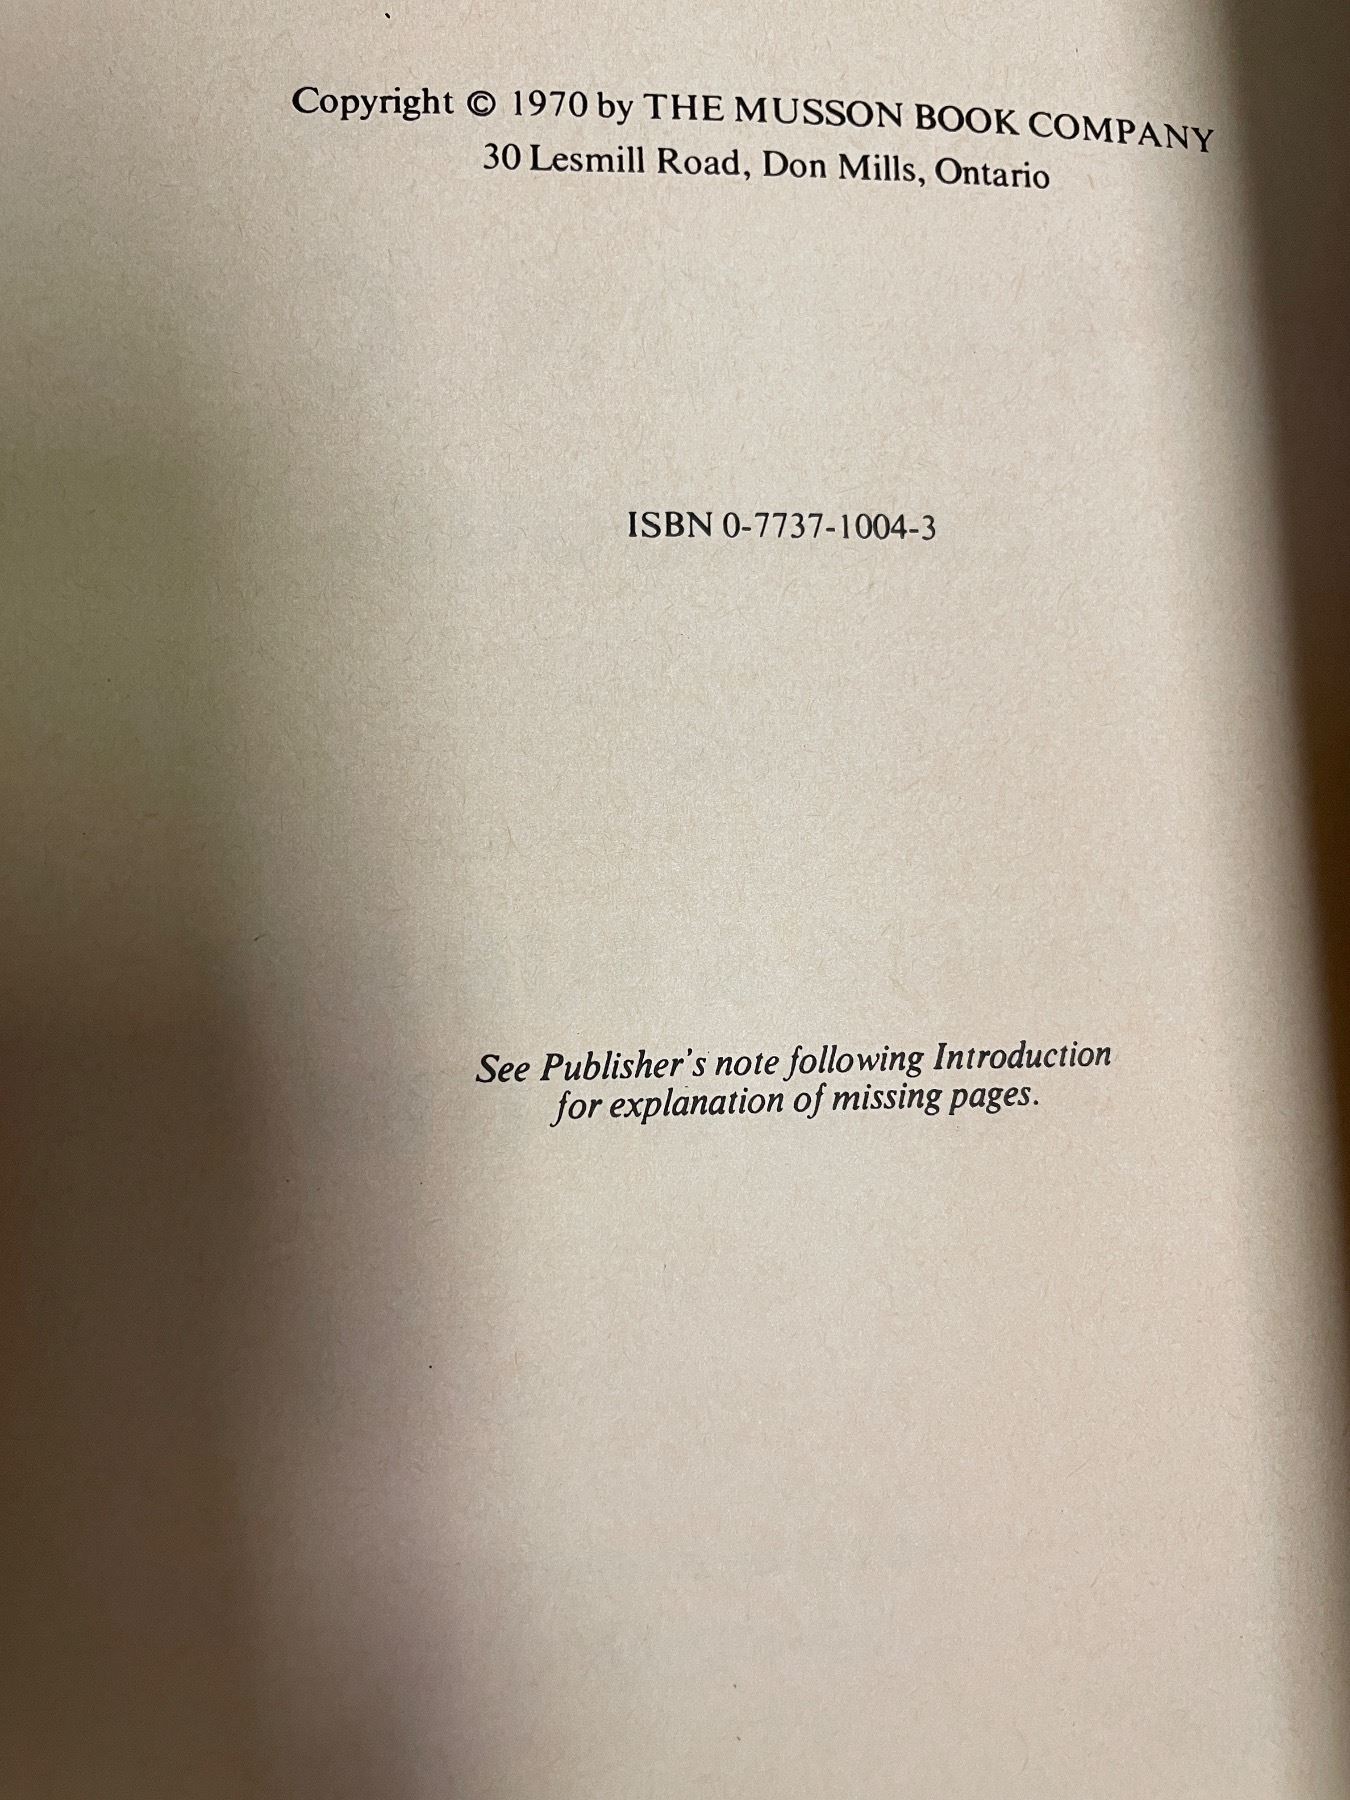 Copyright © 1970 by THE MUSSON BOOK COMPANY
30 Lesmill Road, Don Mills, Ontario
ISBN 0-7737-1004-3
See Publisher's note following Introduction
for explanation of missing pages.